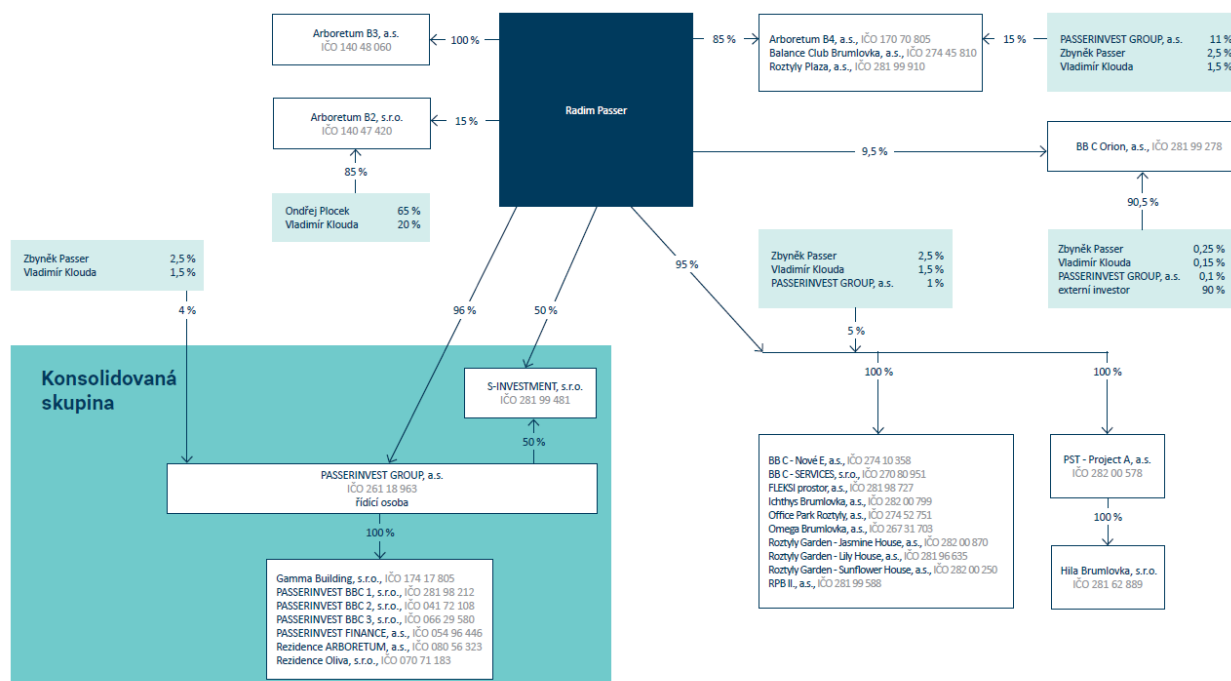 Arboretum B3, a.s.
IČO 140 48 060
100 %
Radim Passer
85 %
Arboretum B4, a.s., IČO 170 70 805
Balance Club Brumlovka, a.s., IČO 274 45 810
Roztyly Plaza, a.s., IČO 281 99 910
15 %
PASSERINVEST GROUP, a.s. 11 %
Zbyněk Passer 2,5 %
Vladimír Klouda 1,5 %
Arboretum B2, s.r.o.
IČO 140 47 420
15 %
85 %
Ondřej Plocek 65 %
Vladimír Klouda 20 %
9,5 %
BB C Orion, a.s., IČO 281 99 278
90,5 %
Zbyněk Passer 0,25 %
Vladimír Klouda 0,15 %
PASSERINVEST GROUP, a.s. 0,1 %
externí investor 90 %
Zbyněk Passer 2,5 %
Vladimír Klouda 1,5 %
4 %
96 %
50 %
95 %
Zbyněk Passer 2,5 %
Vladimír Klouda 1,5 %
PASSERINVEST GROUP, a.s. 1 %
5 %
100 %
100 %
Konsolidovaná
skupina
S-INVESTMENT, s.r.o.
IČO 281 99 481
50 %
PASSERINVEST GROUP, a.s.
IČO 261 18 963
řídící osoba
100 %
Gamma Building, s.r.o., IČO 174 17 805
PASSERINVEST BBC 1, s.r.o., IČO 281 98 212
PASSERINVEST BBC 2, s.r.o., IČO 041 72 108
PASSERINVEST BBC 3, s.r.o., IČO 066 29 580
PASSERINVEST FINANCE, a.s., IČO 054 96 446
Rezidence ARBORETUM, a.s., IČO 080 56 323
Rezidence Oliva, s.r.o., IČO 070 71 183
BB C - Nové E, a.s., IČO 274 10 358
BB C - SERVICES, s.r.o., IČO 270 80 951
FLEKSI prostor, a.s., IČO 281 98 727
Ichthys Brumlovka, a.s., IČO 282 00 799
Office Park Roztyly, a.s., IČO 274 52 751
Omega Brumlovka, a.s., IČO 267 31 703
Roztyly Garden - Jasmine House, a.s., IČO 282 00 870
Roztyly Garden - Lily House, a.s., IČO 281 96 635
Roztyly Garden - Sunflower House, a.s., IČO 282 00 250
RPB II., a.s., IČO 281 99 588
PST - Project A, a.s.
IČO 282 00 578
100 %
Hila Brumlovka, s.r.o.
IČO 281 62 889